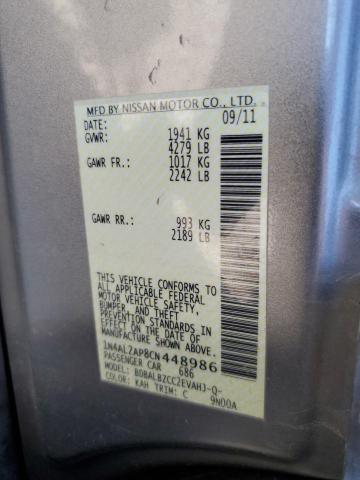 MFD BY NISSAN MOTOR CO., LTD.
DATE: 09/11
GVWR: 1941 KG
4279 LB
GAWR FR: 1017 KG
2242 LB
GAWR RR: 993 KG
2189 LB
THIS VEHICLE CONFORMS TO
ALL APPLICABLE FEDERAL
MOTOR VEHICLE SAFETY,
BUMPER, AND THEFT
PREVENTION STANDARDS IN
EFFECT ON THE DATE OF
MANUFACTURE SHOWN ABOVE.
1N4AL2AP8CN448986
PASSENGER CAR 686
MODEL: BDBALBZCC2EVAHJ-Q-
COLOR: KAH TRIM: C 9N00A